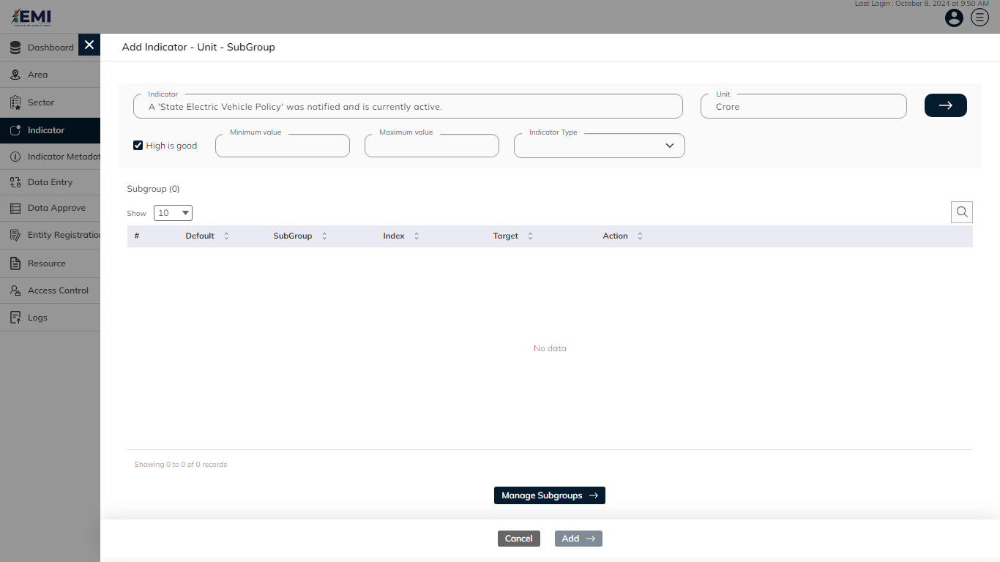 Last Login : October 8, 2024 at 9:50 AM
EMI
Dashboard
Area
Sector
Indicator
Indicator Metadat
Data Entry
Data Approve
Entity Registration
Resource
Access Control
Logs
Add Indicator - Unit - SubGroup
Indicator
A 'State Electric Vehicle Policy' was notified and is currently active.
Unit
Crore
High is good
Minimum value
Maximum value
Indicator Type
Subgroup (0)
Show 10
# Default SubGroup Index Target Action
No data
Showing 0 to 0 of 0 records
Manage Subgroups
Cancel
Add